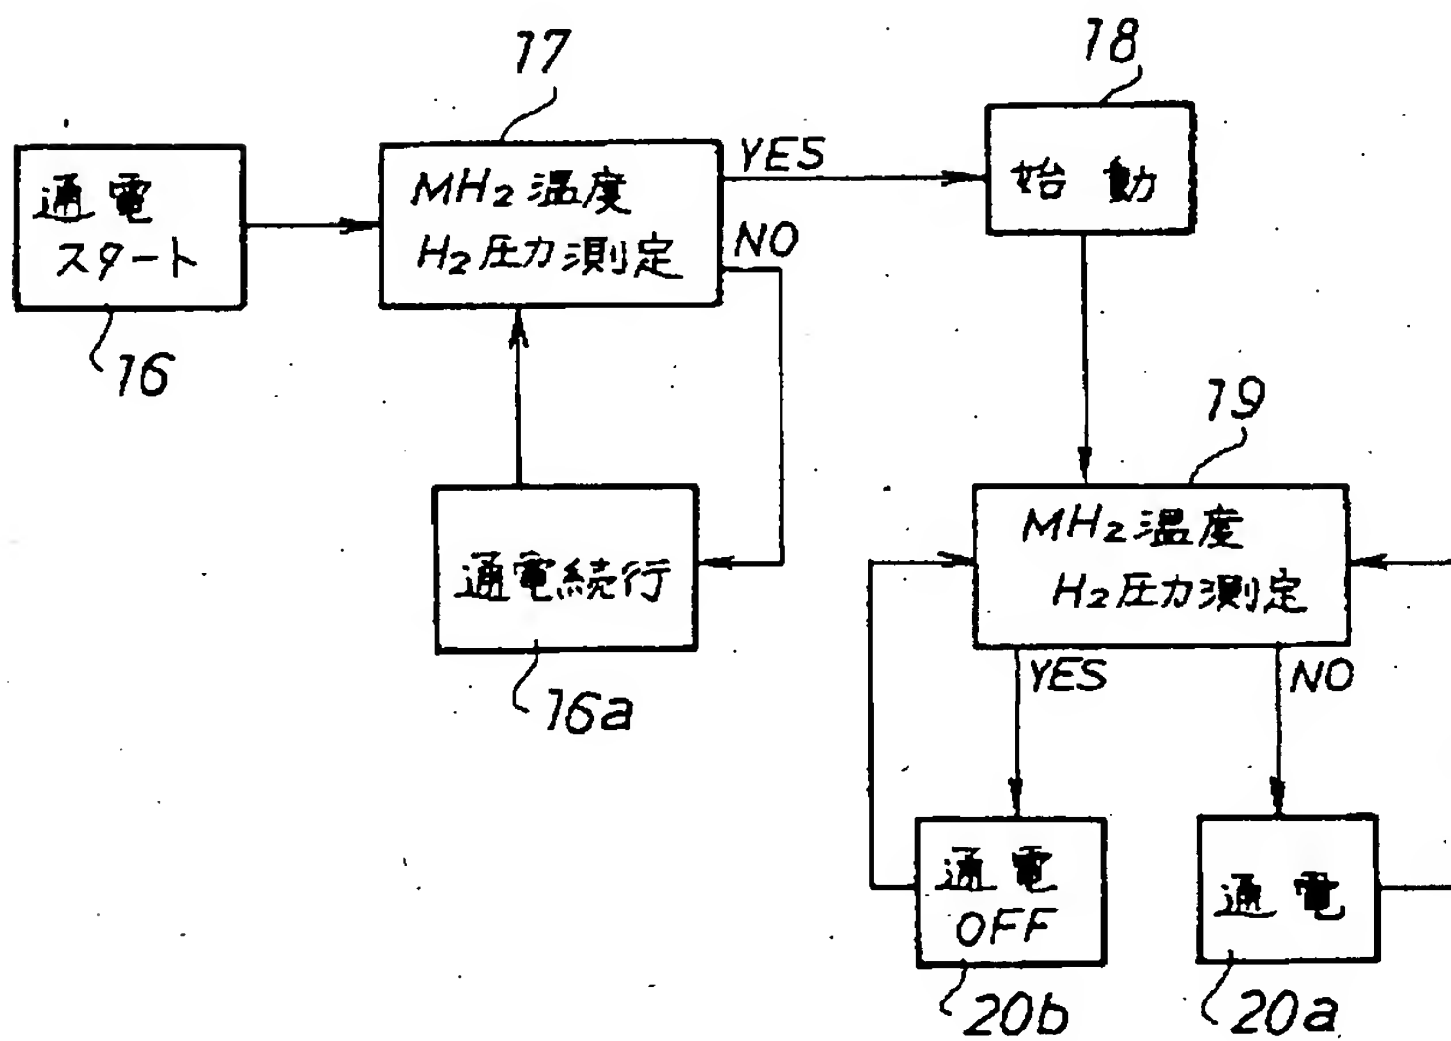 17
18
通電
スタート
16
MH₂温度
H₂圧力測定
YES
NO
始動
通電続行
16a
19
MH₂温度
H₂圧力測定
YES
NO
通電
OFF
20b
通電
20a